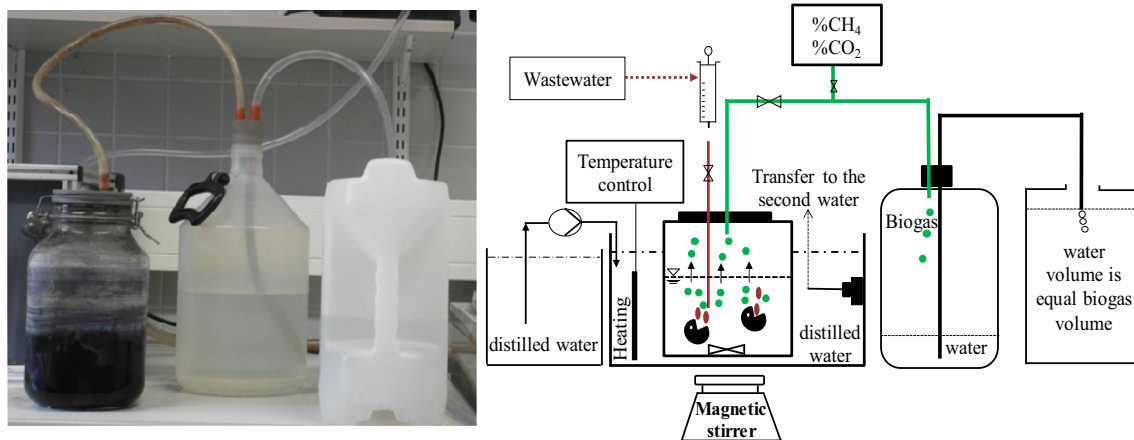 %CH4
%CO2
Wastewater
Temperature
control
Transfer to the
second water
Biogas
water
volume is
equal biogas
volume
distilled water
Heating
distilled
water
water
Magnetic
stirrer